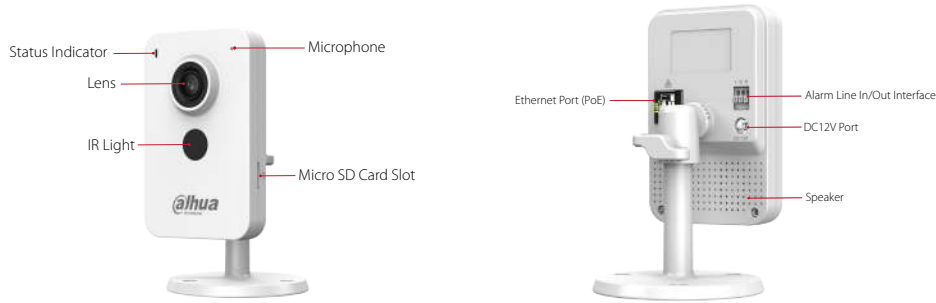 Status Indicator
Microphone
Lens
IR Light
Micro SD Card Slot
alhua
Ethernet Port (PoE)
Alarm Line In/Out Interface
DC12V Port
Speaker